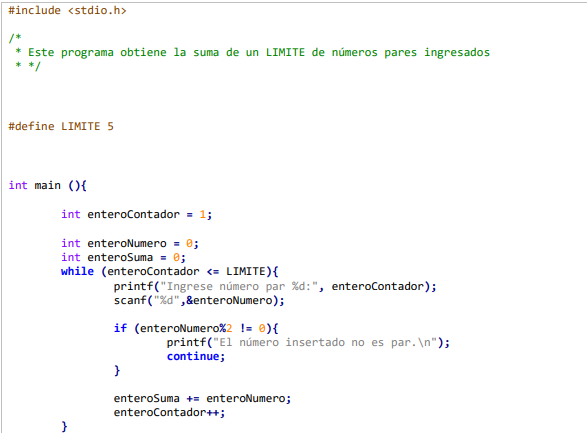 #include <stdio.h>
/*
* Este programa obtiene la suma de un LIMITE de números pares ingresados
* */
#define LIMITE 5
int main (){
int enteroContador = 1;
int enteroNumero = 0;
int enteroSuma = 0;
while (enteroContador <= LIMITE){
printf("Ingrese número par %d:", enteroContador);
scanf("%d",&enteroNumero);
if (enteroNumero%2 != 0){
printf("El número insertado no es par.\n");
continue;
}
enteroSuma += enteroNumero;
enteroContador++;
}